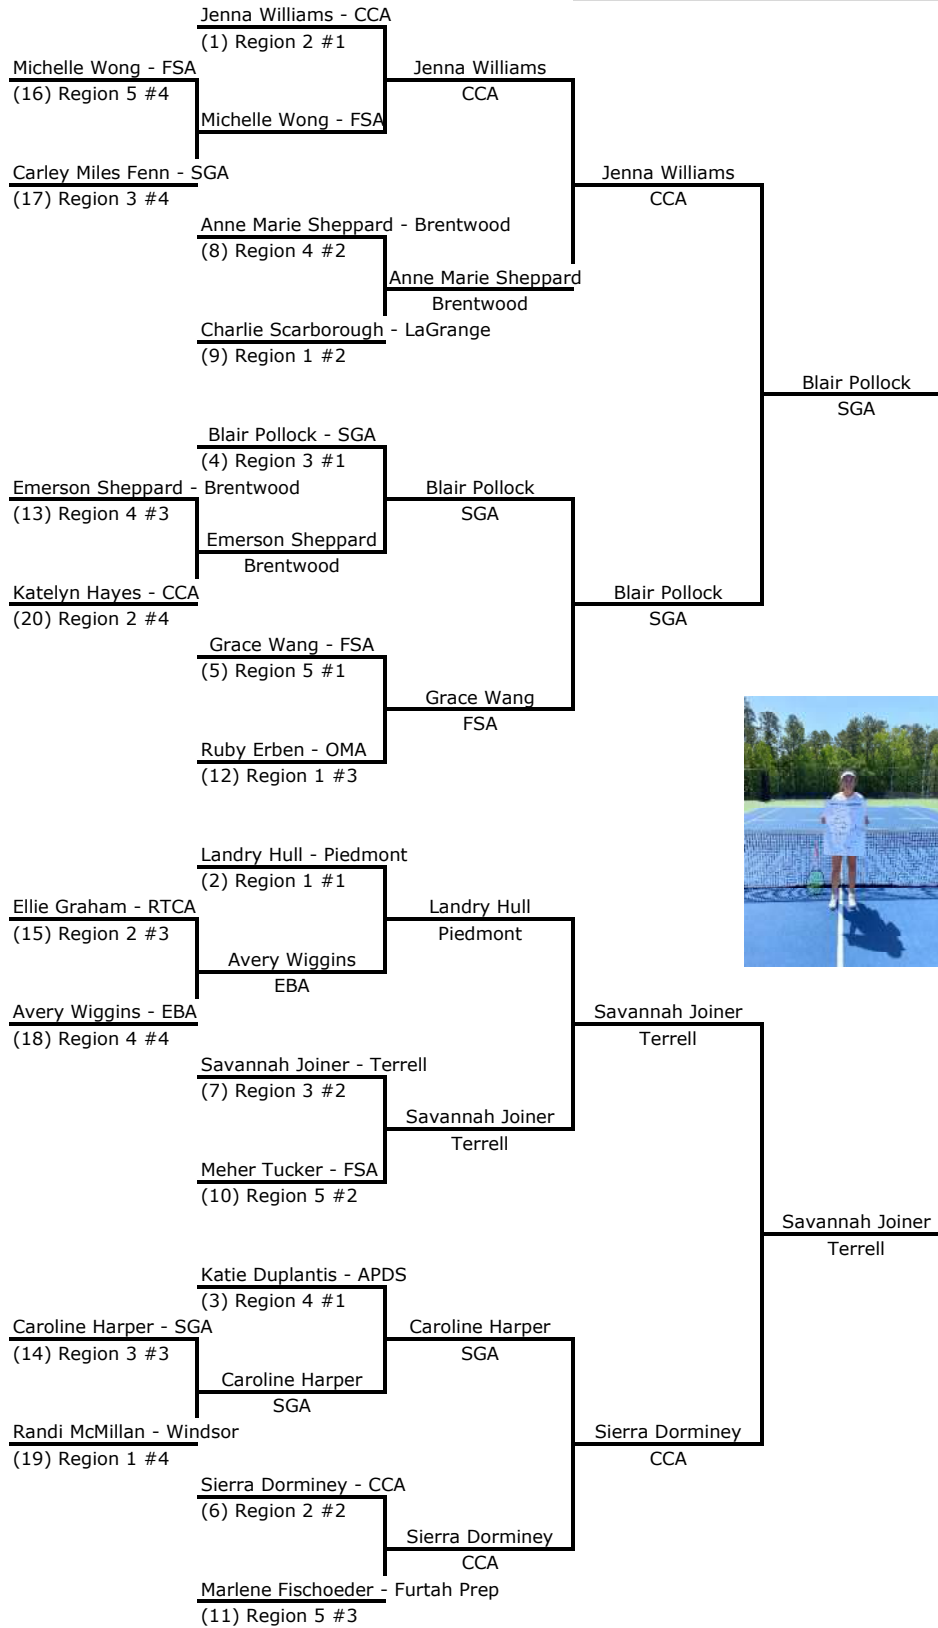 Jenna Williams - CCA
(1) Region 2 #1
Michelle Wong - FSA
Jenna Williams
(16) Region 5 #4
CCA
Michelle Wong - FSA
Carley Miles Fenn - SGA
Jenna Williams
(17) Region 3 #4
CCA
Anne Marie Sheppard - Brentwood
(8) Region 4 #2
Anne Marie Sheppard
Brentwood
Charlie Scarborough - LaGrange
(9) Region 1 #2
Blair Pollock
SGA
Blair Pollock - SGA
(4) Region 3 #1
Emerson Sheppard - Brentwood
Blair Pollock
(13) Region 4 #3
SGA
Emerson Sheppard
Brentwood
Katelyn Hayes - CCA
Blair Pollock
(20) Region 2 #4
SGA
Grace Wang - FSA
(5) Region 5 #1
Grace Wang
FSA
Ruby Erben - OMA
(12) Region 1 #3
Landry Hull - Piedmont
(2) Region 1 #1
Ellie Graham - RTCA
Landry Hull
(15) Region 2 #3
Piedmont
Avery Wiggins
EBA
Avery Wiggins - EBA
Savannah Joiner
(18) Region 4 #4
Terrell
Savannah Joiner - Terrell
(7) Region 3 #2
Savannah Joiner
Terrell
Meher Tucker - FSA
(10) Region 5 #2
Savannah Joiner
Terrell
Katie Duplantis - APDS
(3) Region 4 #1
Caroline Harper - SGA
Caroline Harper
(14) Region 3 #3
SGA
Caroline Harper
SGA
Randi McMillan - Windsor
Sierra Dorminey
(19) Region 1 #4
CCA
Sierra Dorminey - CCA
(6) Region 2 #2
Sierra Dorminey
CCA
Marlene Fischoeder - Furtah Prep
(11) Region 5 #3